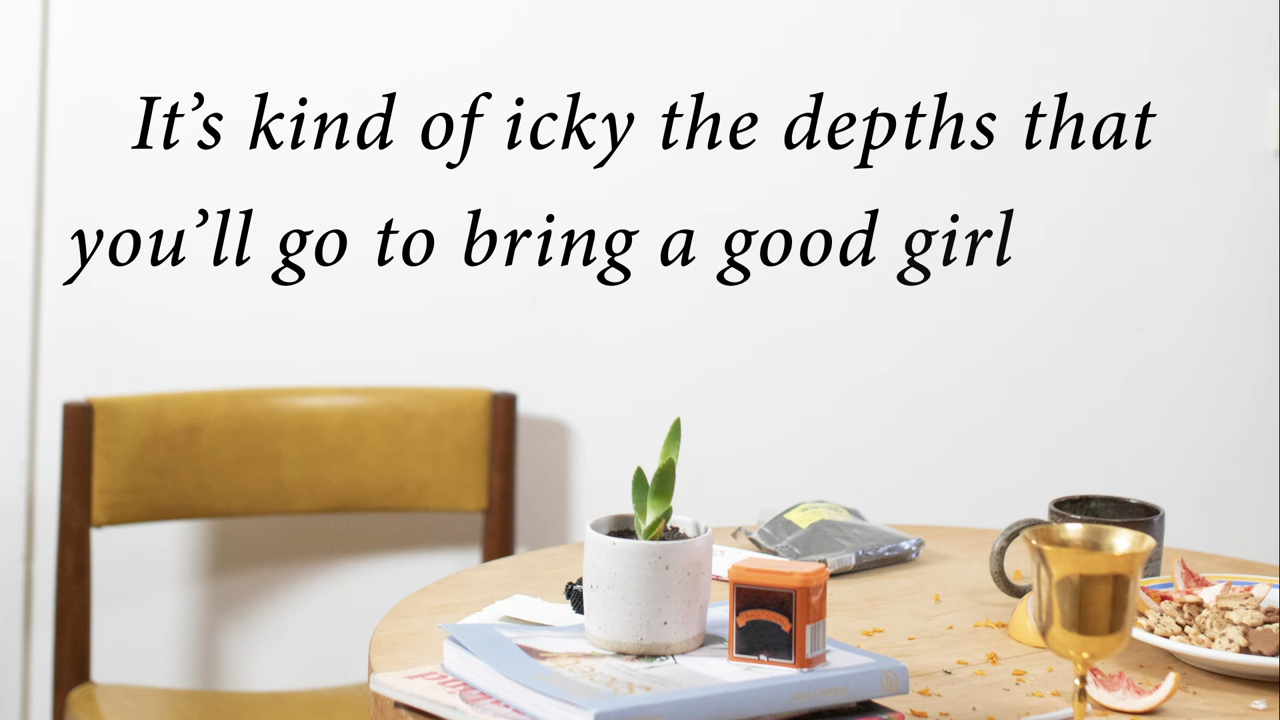 It’s kind of icky the depths that
you’ll go to bring a good girl